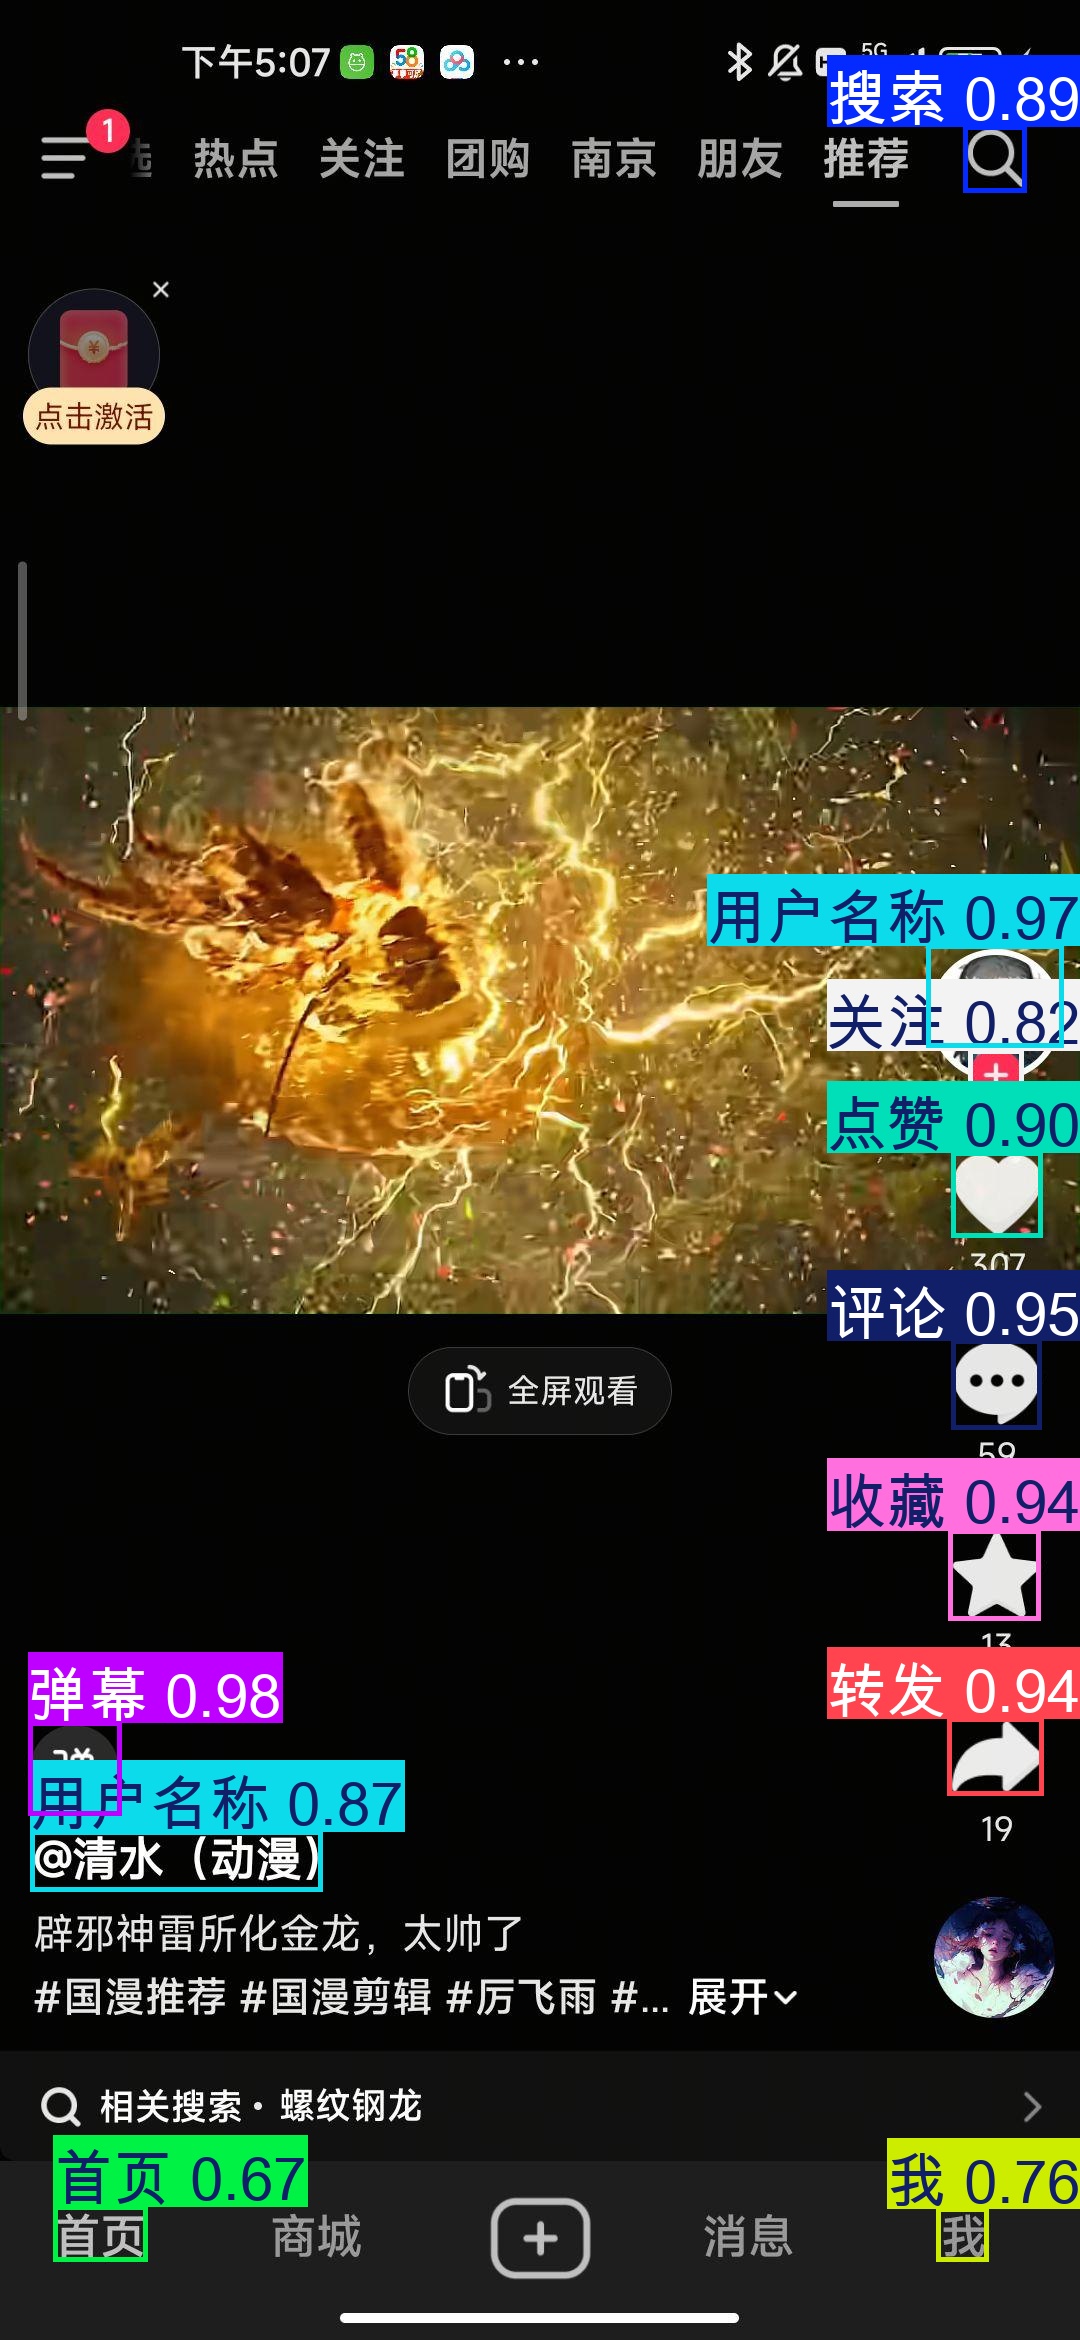 下午5:07
58
5G
搜索 0.89
1
热点 关注 团购 南京 朋友 推荐
点击激活
用户名称 0.97
关注 0.82
点赞 0.90
307
评论 0.95
59
全屏观看
收藏 0.94
13
转发 0.94
19
弹幕 0.98
用户名称 0.87
@清水（动漫）
辟邪神雷所化金龙，太帅了
#国漫推荐 #国漫剪辑 #厉飞雨 #... 展开
相关搜索·螺纹钢龙
首页 0.67
我 0.76
首页 商城 消息 我